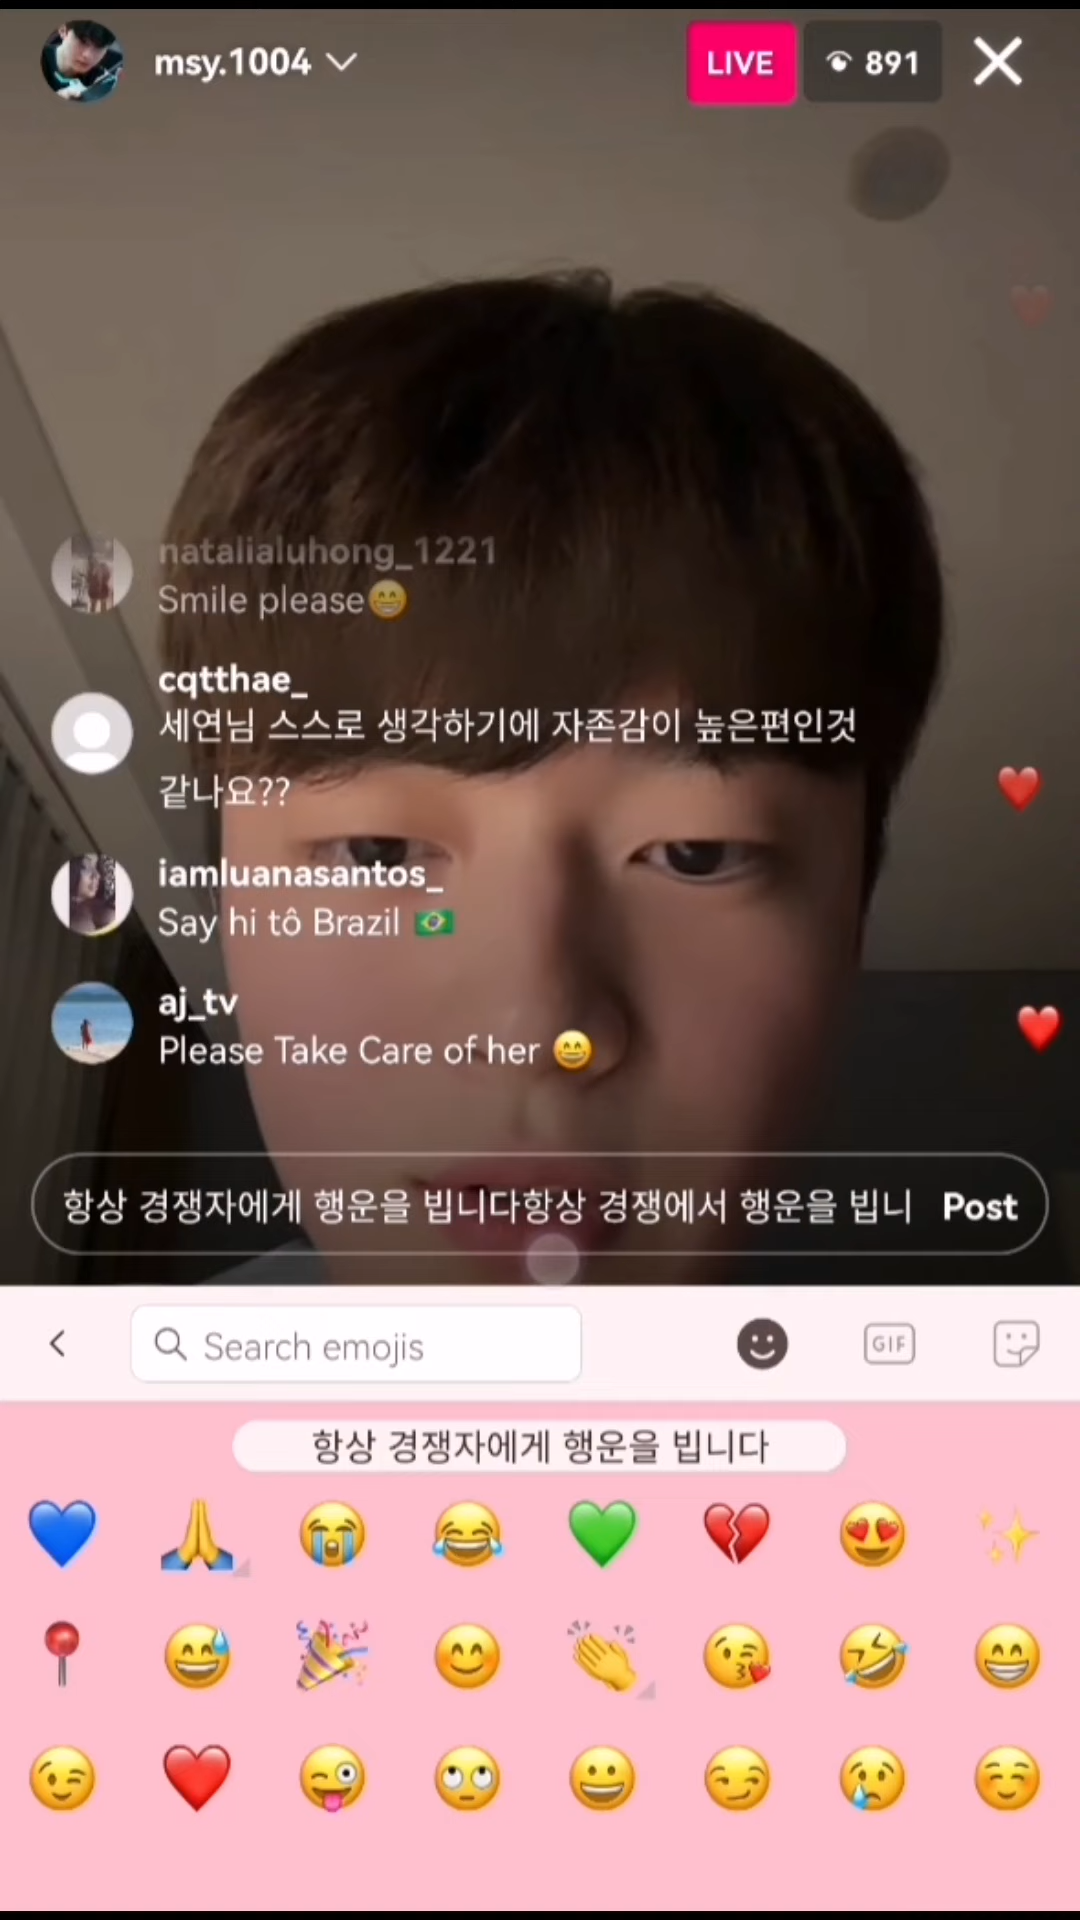 msy.1004
LIVE
891
natalialuhong_1221
Smile please😁
cqtthae_
세연님 스스로 생각하기에 자존감이 높은편인것
같나요??
iamluanasantos_
Say hi tô Brazil 🇧🇷
aj_tv
Please Take Care of her 😄
항상 경쟁자에게 행운을 빕니다항상 경쟁에서 행운을 빕니
Post
Search emojis
GIF
항상 경쟁자에게 행운을 빕니다